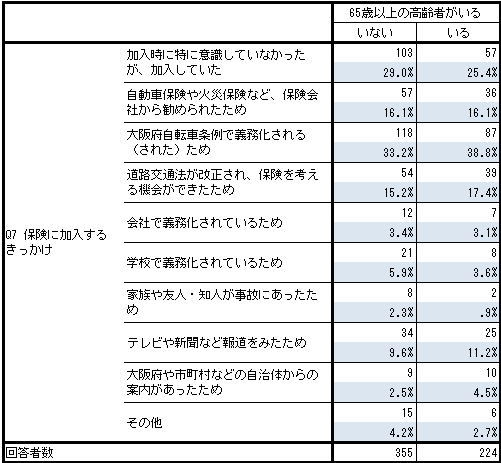 65歳以上の高齢者がいる
いない いる
Q7 保険に加入する
きっかけ
加入時に特に意識していなかった
が、加入していた
103 57
29.0% 25.4%
自動車保険や火災保険など、保険会
社から勧められたため
57 36
16.1% 16.1%
大阪府自転車条例で義務化される
（された）ため
118 87
33.2% 38.8%
道路交通法が改正され、保険を考え
る機会ができたため
54 39
15.2% 17.4%
会社で義務化されているため
12 7
3.4% 3.1%
学校で義務化されているため
21 8
5.9% 3.6%
家族や友人・知人が事故にあったた
め
8 2
2.3% .9%
テレビや新聞など報道をみたため
34 25
9.6% 11.2%
大阪府や市町村などの自治体からの
案内があったため
9 10
2.5% 4.5%
その他
15 6
4.2% 2.7%
回答者数 355 224